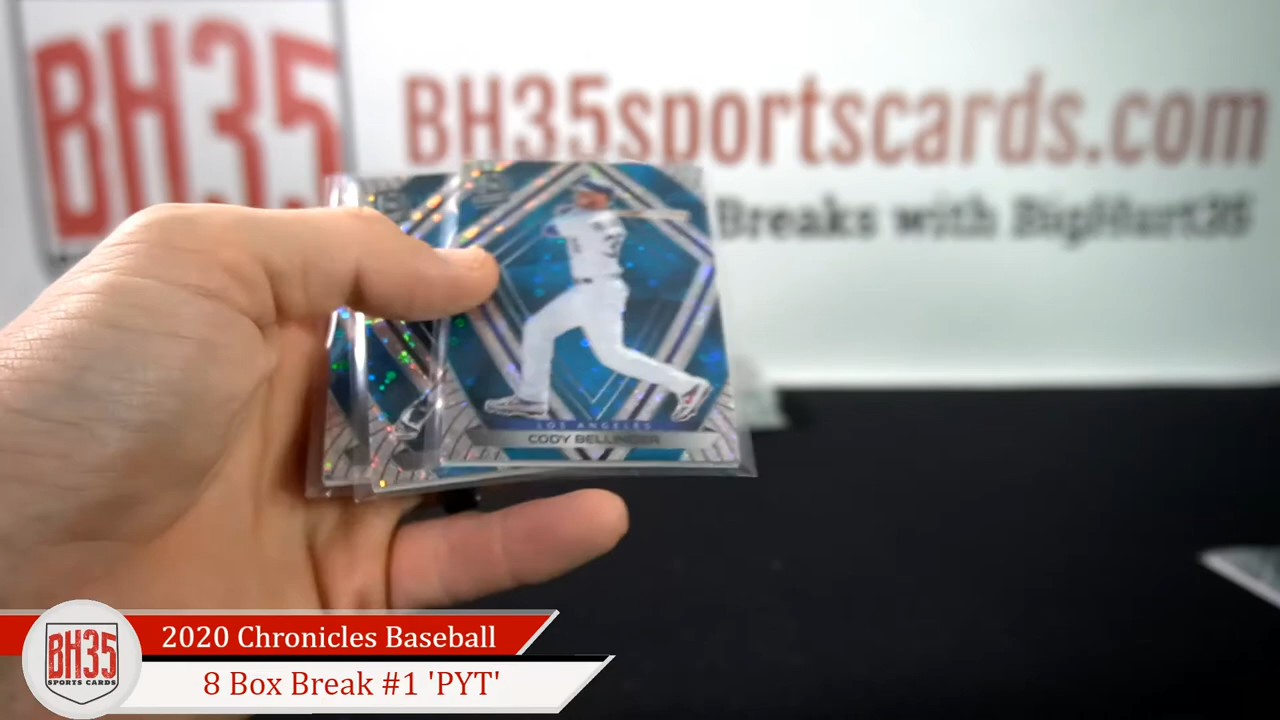 BH35
BH35sportscards.com
Breaks with BigHurt35
LOS ANGELES
CODY BELLINGER
BH35
SPORTS CARDS
2020 Chronicles Baseball
8 Box Break #1 'PYT'